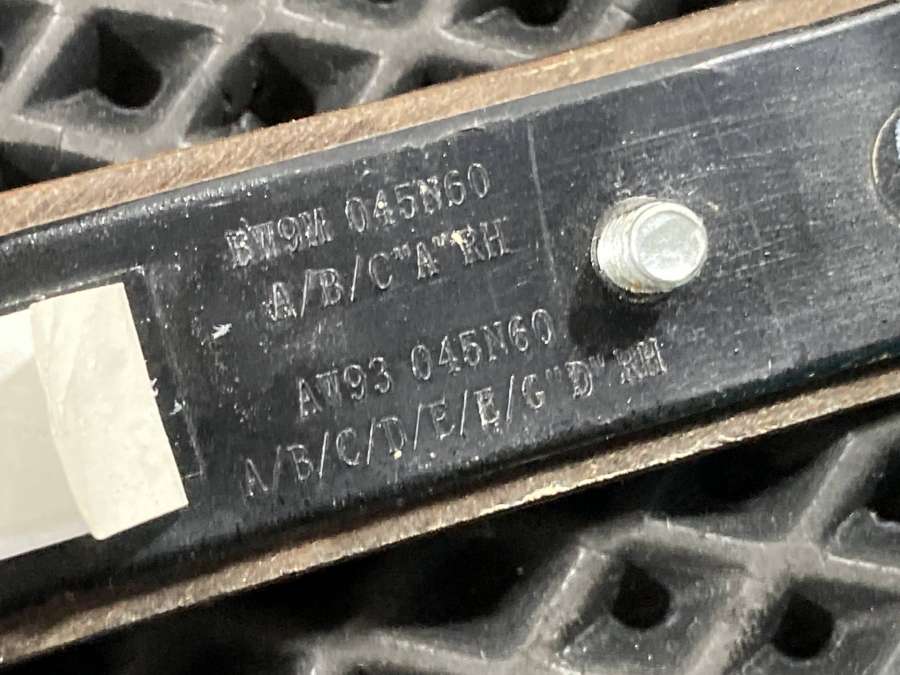 BW9M 045N60
A/B/C"A"RH
AW93 045N60
A/B/C/D/E/E/G"D"RH